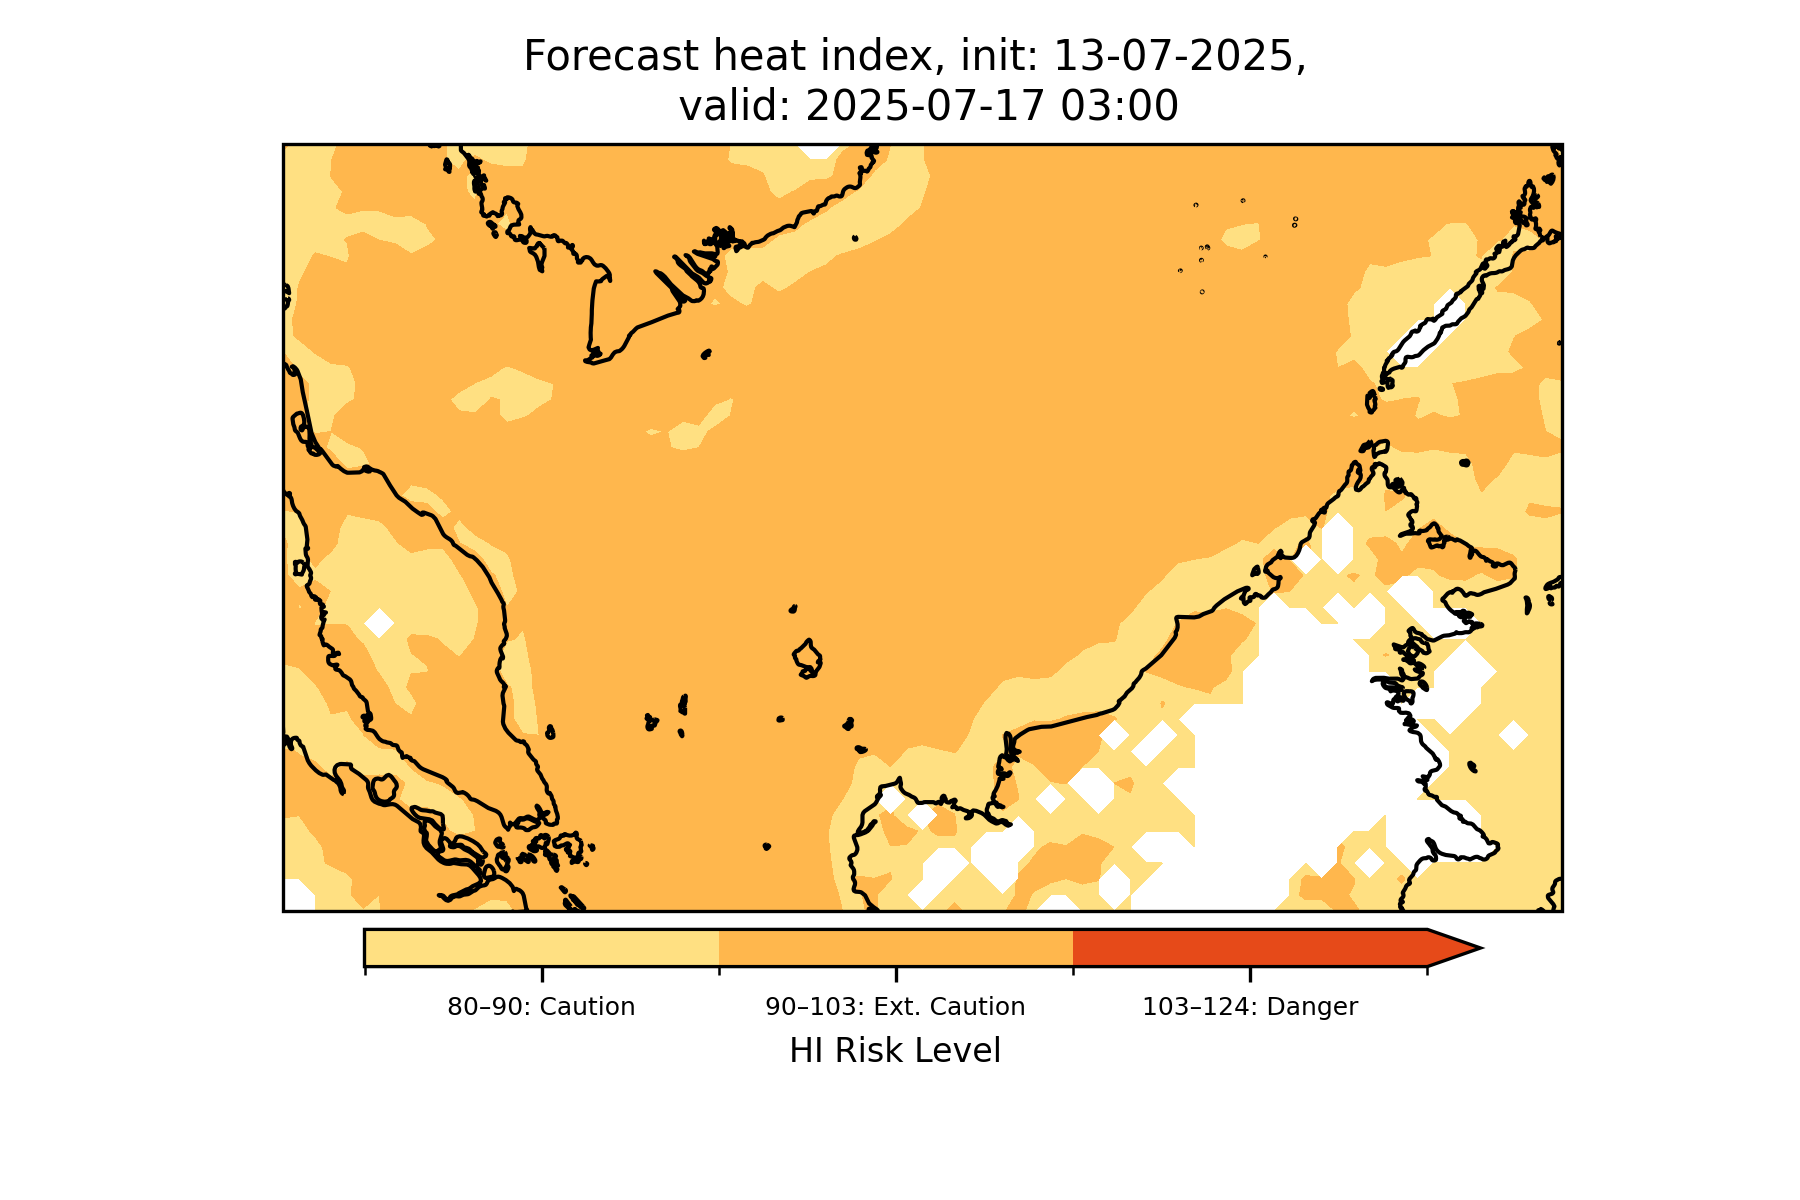 Forecast heat index, init: 13-07-2025,
valid: 2025-07-17 03:00
80–90: Caution
90–103: Ext. Caution
103–124: Danger
HI Risk Level